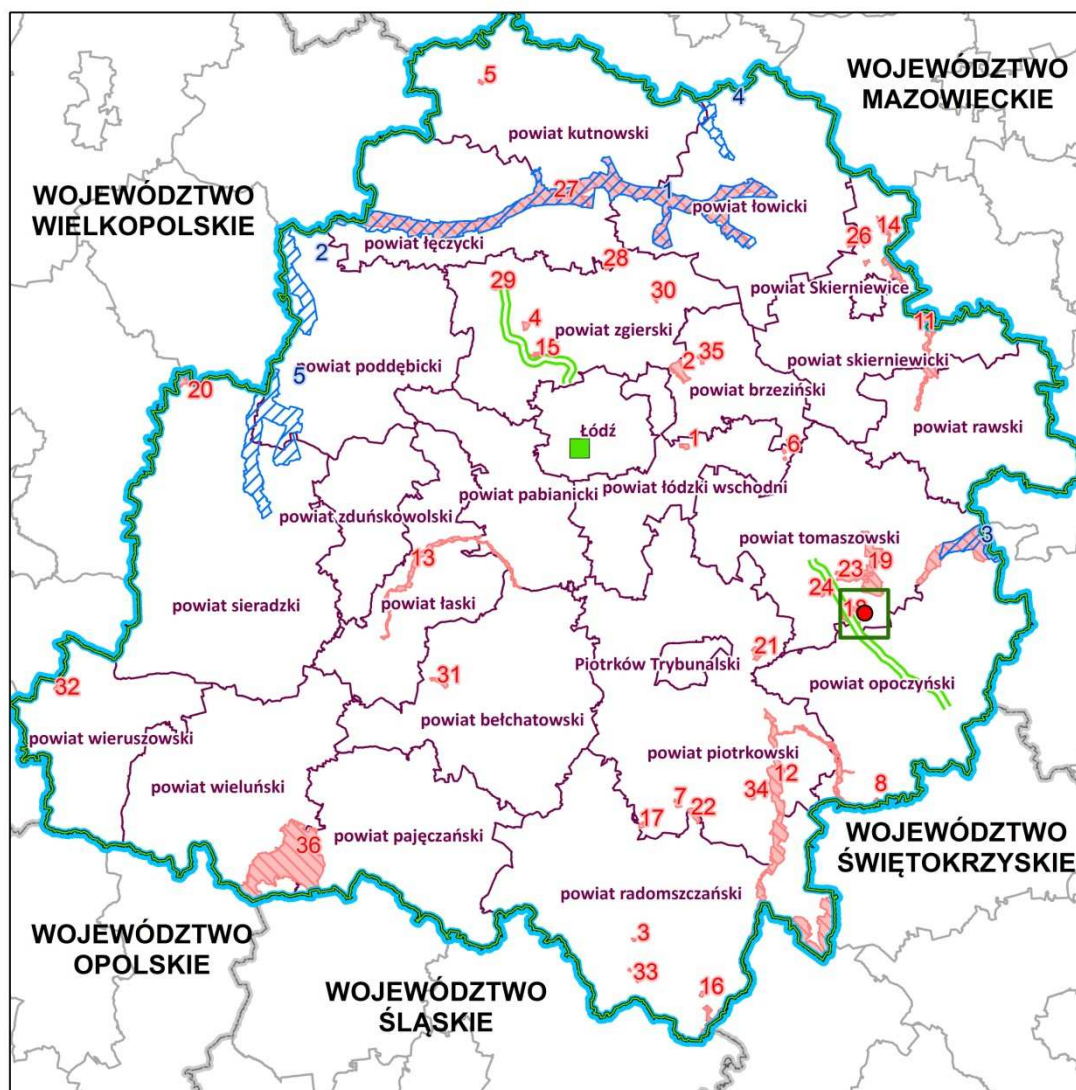 5
WOJEWÓDZTWO
MAZOWIECKIE
4
powiat kutnowski
WOJEWÓDZTWO
WIELKOPOLSKIE
27
1
powiat łowicki
14
26
2
powiat łęczycki
28
29
30
powiat Skierniewice
4
powiat zgierski
11
15
2
35
powiat skierniewicki
5
powiat poddębicki
20
powiat brzeziński
Łódź
1
6
powiat rawski
powiat pabianicki
powiat łódzki wschodni
powiat zduńskowolski
powiat tomaszowski
3
13
23
19
24
18
powiat sieradzki
powiat łaski
21
Piotrków Trybunalski
31
powiat opoczyński
32
powiat bełchatowski
powiat wieruszowski
powiat piotrkowski
12
powiat wieluński
34
8
7
22
17
36
powiat pajęczański
WOJEWÓDZTWO
ŚWIĘTOKRZYSKIE
powiat radomszczański
WOJEWÓDZTWO
OPOLSKIE
3
33
16
WOJEWÓDZTWO
ŚLĄSKIE